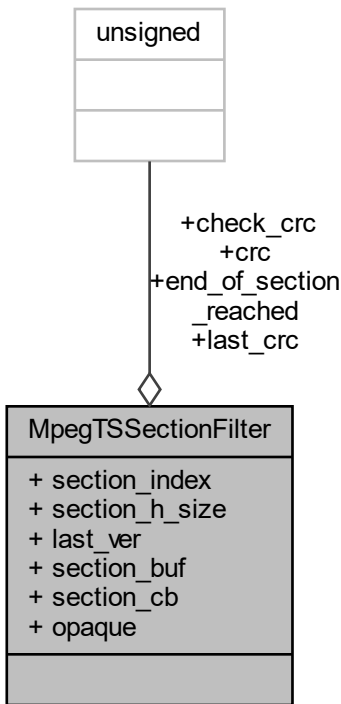 unsigned
+check_crc
+crc
+end_of_section
_reached
+last_crc
MpegTSSectionFilter
+ section_index
+ section_h_size
+ last_ver
+ section_buf
+ section_cb
+ opaque